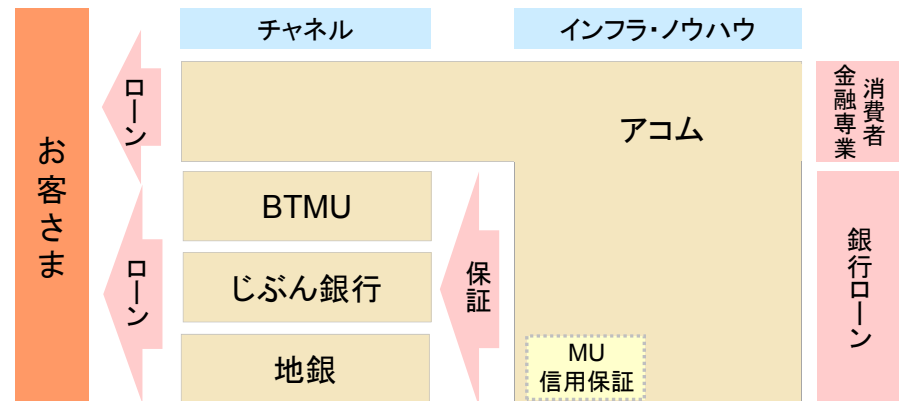 チャネル
インフラ・ノウハウ
お客さま
ローン
アコム
消費者
金融専業
ローン
BTMU
じぶん銀行
地銀
保証
MU
信用保証
銀行ローン